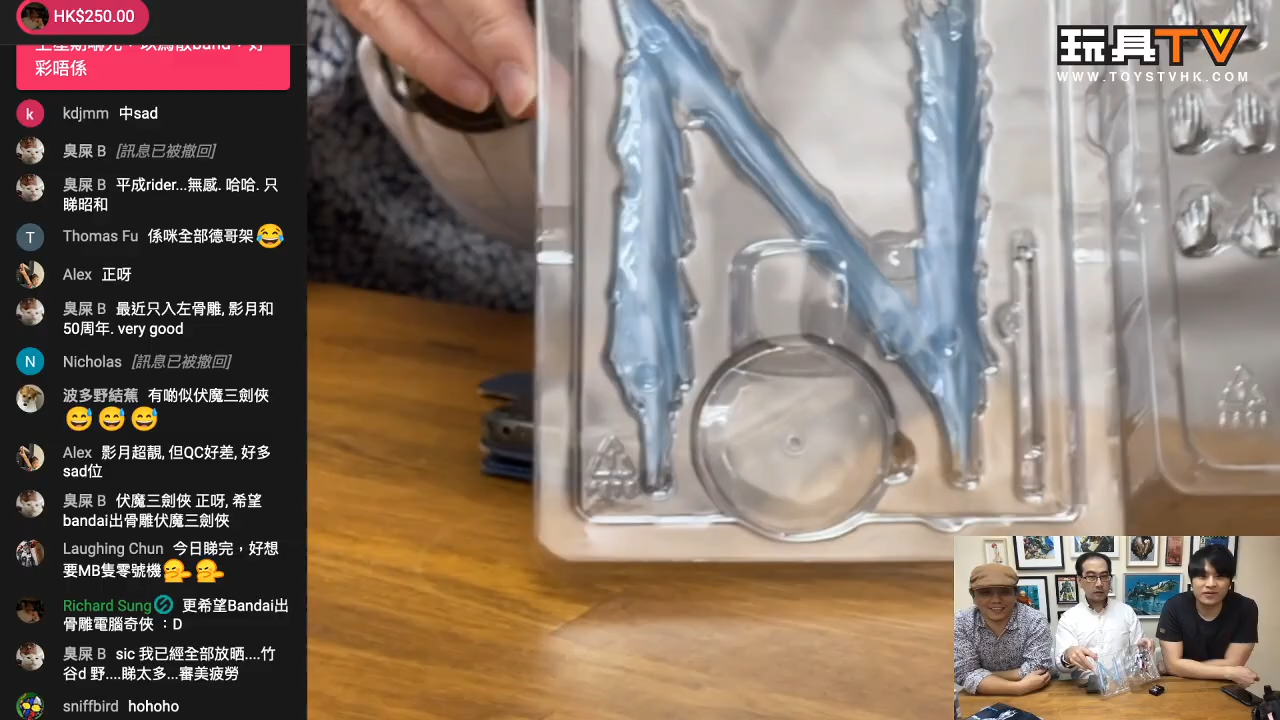 HK$250.00
彩唔係
k kdjmm 中sad
臭屎 B [訊息已被撤回]
臭屎 B 平成rider...無感. 哈哈. 只
睇昭和
T Thomas Fu 係咪全部德哥架😂
Alex 正呀
臭屎 B 最近只入左骨雕, 影月和
50周年. very good
N Nicholas [訊息已被撤回]
波多野結蕉 有啲似伏魔三劍俠
😅😅😅
Alex 影月超靚, 但QC好差, 好多
sad位
臭屎 B 伏魔三劍俠 正呀, 希望
bandai出骨雕伏魔三劍俠
Laughing Chun 今日睇完，好想
要MB隻零號機🙋🙋
Richard Sung 更希望Bandai出
骨雕電腦奇俠 ：D
臭屎 B sic 我已經全部放晒....竹
谷d 野....睇太多...審美疲勞
sniffbird hohoho
玩具TV
WWW.TOYSTVHK.COM